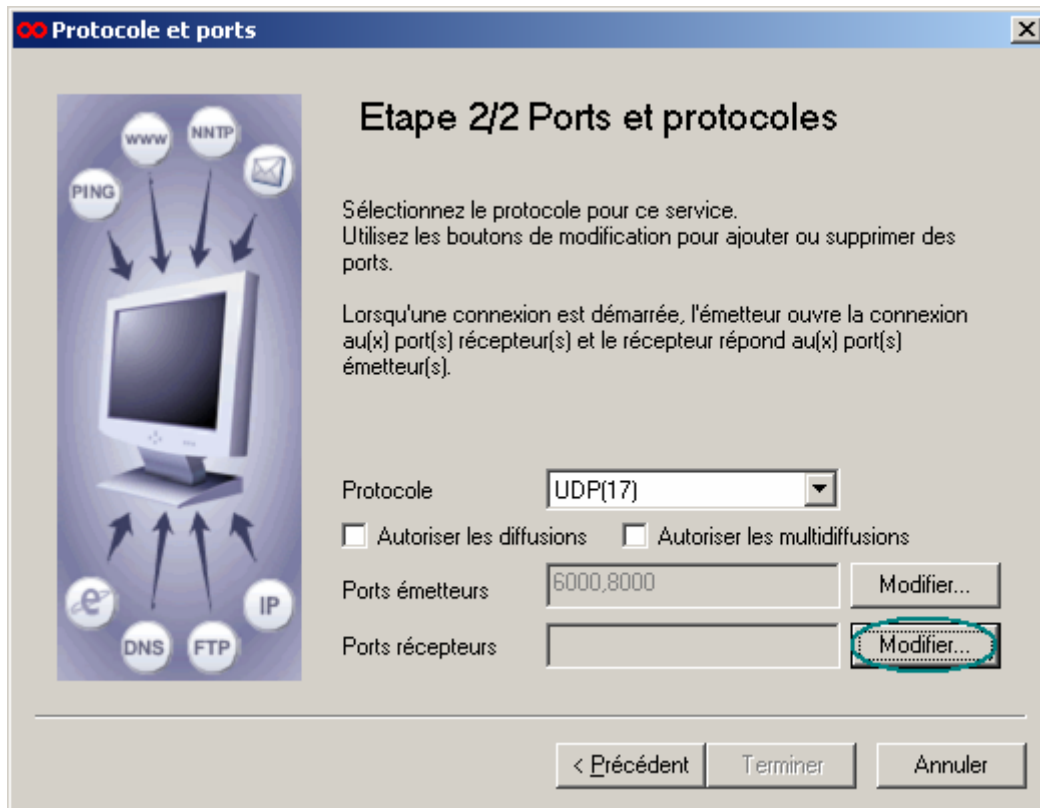 Protocole et ports
Etape 2/2 Ports et protocoles
WWW
NNTP
PING
Sélectionnez le protocole pour ce service.
Utilisez les boutons de modification pour ajouter ou supprimer des
ports.
Lorsqu'une connexion est démarrée, l'émetteur ouvre la connexion
au(x) port(s) récepteur(s) et le récepteur répond au(x) port(s)
émetteur(s).
Protocole UDP(17)
Autoriser les diffusions Autoriser les multidiffusions
Ports émetteurs 6000,8000 Modifier...
Ports récepteurs Modifier...
e
IP
DNS
FTP
< Précédent Terminer Annuler